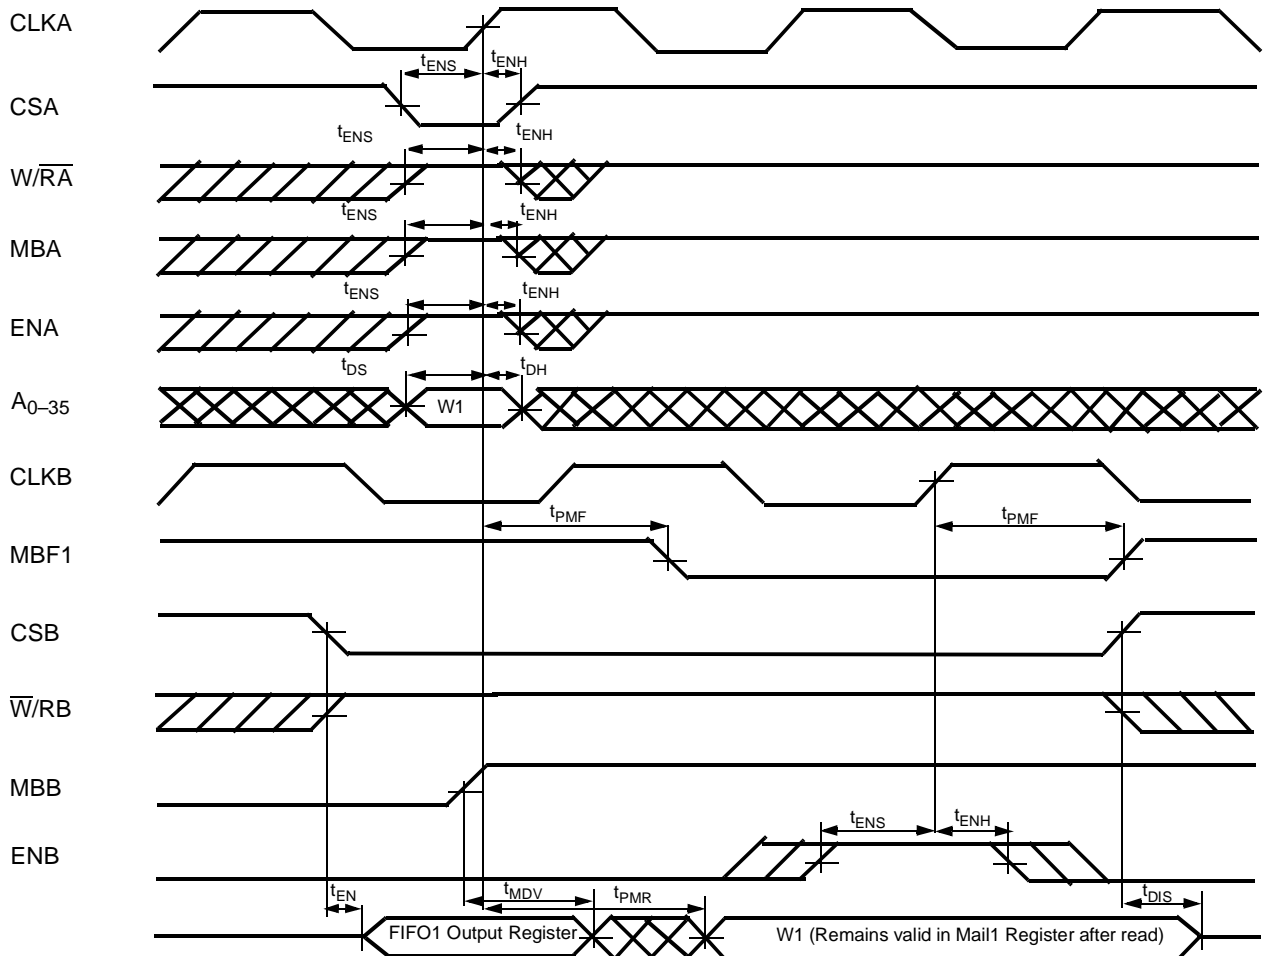 CLKA
tENS tENH
CSA
tENS tENH
W/RA
tENS tENH
MBA
tENS tENH
ENA
tDS tDH
A0–35 W1
CLKB
tPMF tPMF
MBF1
CSB
W/RB
MBB
tENS tENH
ENB
tEN tMDV tPMR tDIS
FIFO1 Output Register W1 (Remains valid in Mail1 Register after read)